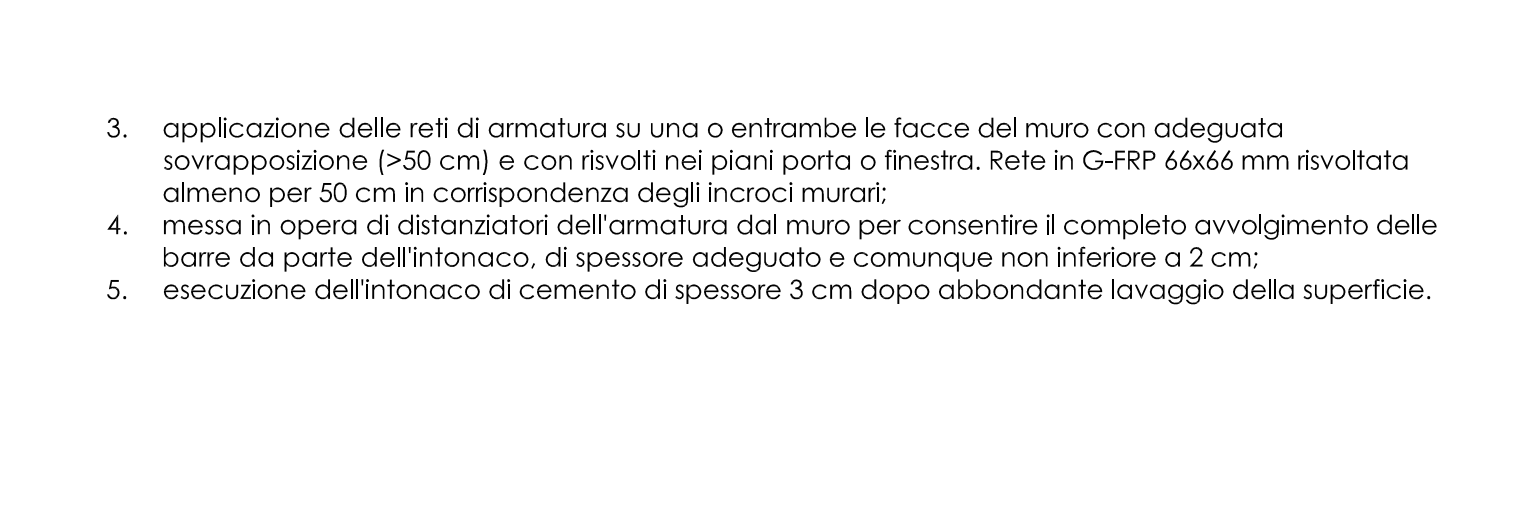 3. applicazione delle reti di armatura su una o entrambe le facce del muro con adeguata
sovrapposizione (>50 cm) e con risvolti nei piani porta o finestra. Rete in G-FRP 66x66 mm risvoltata
almeno per 50 cm in corrispondenza degli incroci murari;
4. messa in opera di distanziatori dell'armatura dal muro per consentire il completo avvolgimento delle
barre da parte dell'intonaco, di spessore adeguato e comunque non inferiore a 2 cm;
5. esecuzione dell'intonaco di cemento di spessore 3 cm dopo abbondante lavaggio della superficie.